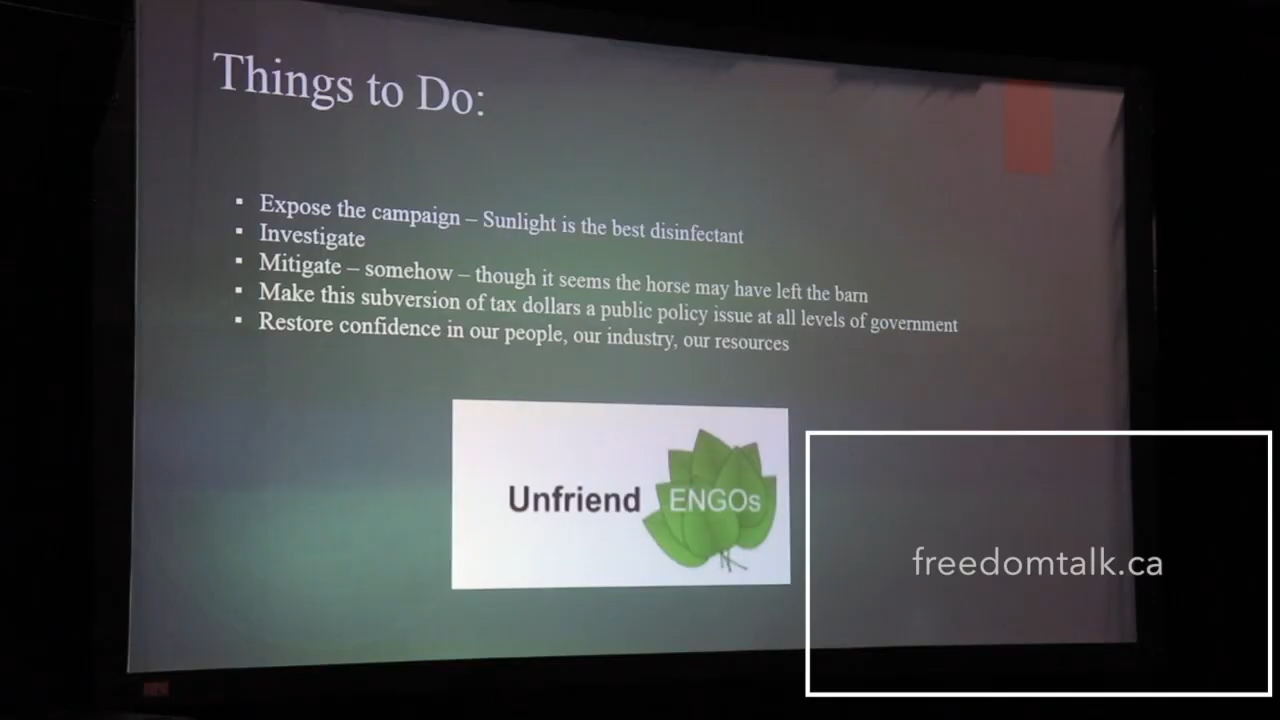 Things to Do:
▪ Expose the campaign – Sunlight is the best disinfectant
▪ Investigate
▪ Mitigate – somehow – though it seems the horse may have left the barn
▪ Make this subversion of tax dollars a public policy issue at all levels of government
▪ Restore confidence in our people, our industry, our resources
Unfriend ENGOs
freedomtalk.ca